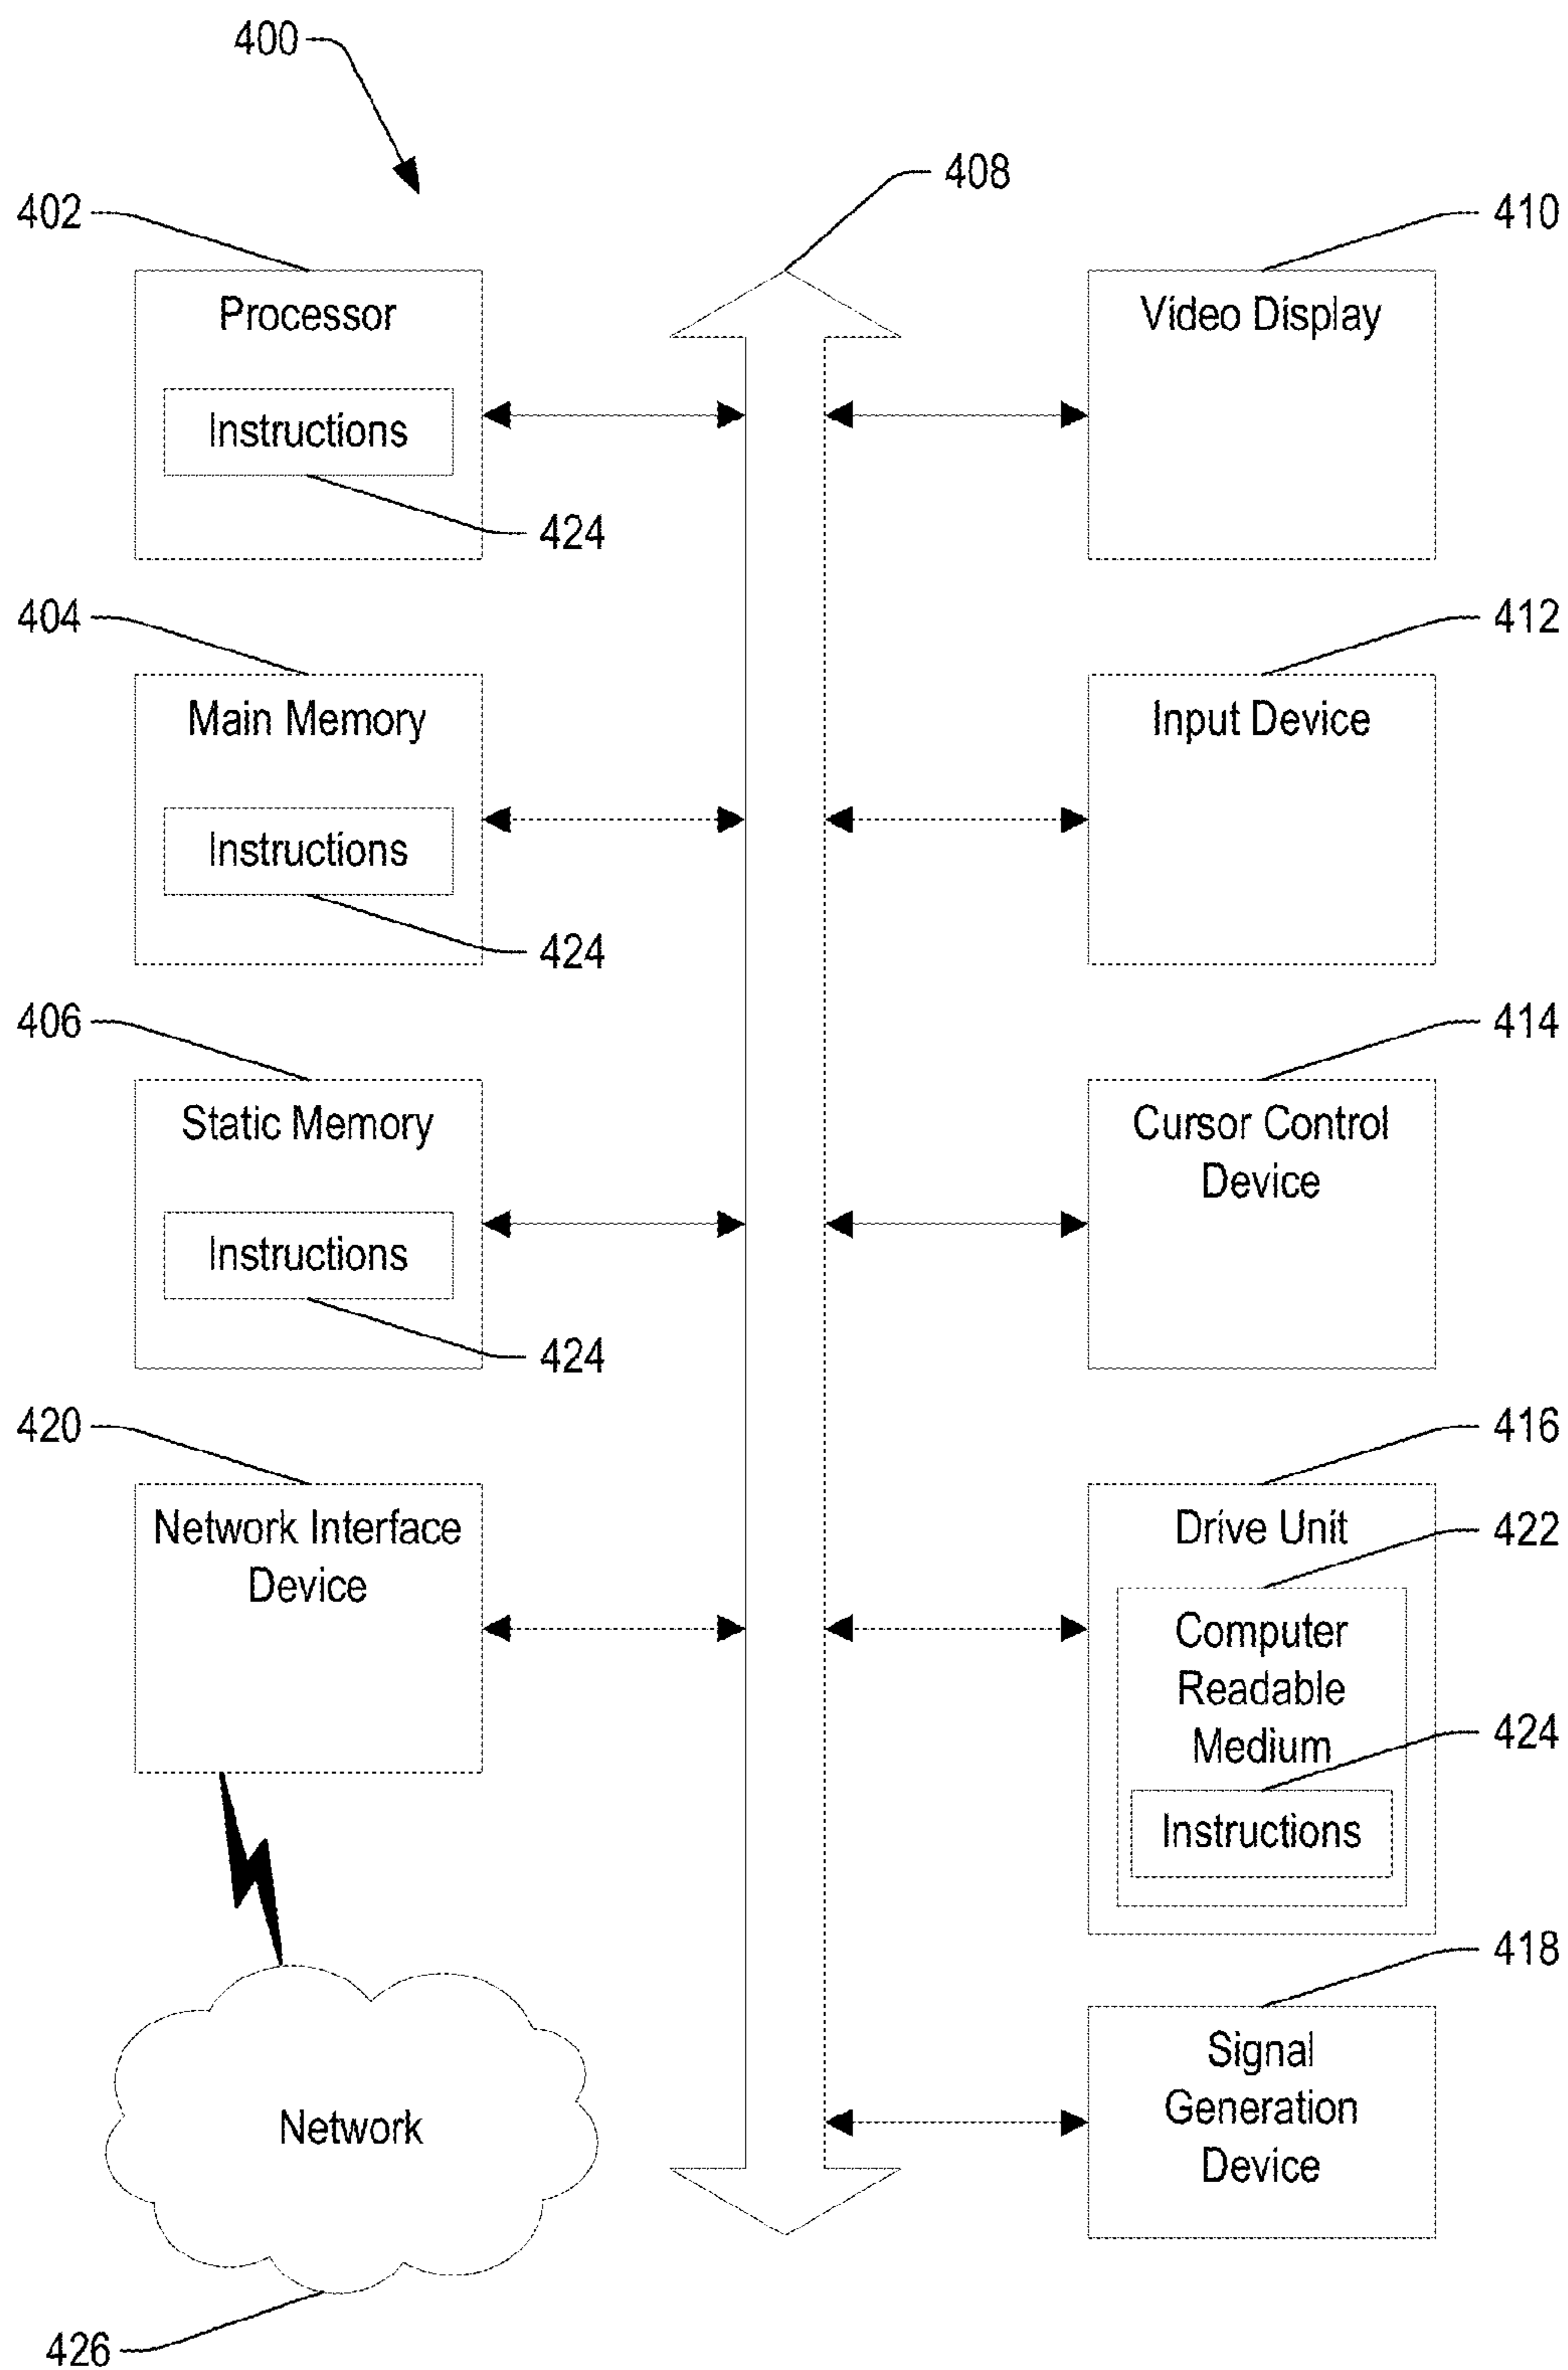 400
408
402
410
Processor
Video Display
Instructions
424
404
412
Main Memory
Input Device
Instructions
424
406
414
Static Memory
Cursor Control
Device
Instructions
424
420
416
Network Interface
Device
Drive Unit
422
Computer
Readable
Medium
424
Instructions
418
Signal
Generation
Device
Network
426